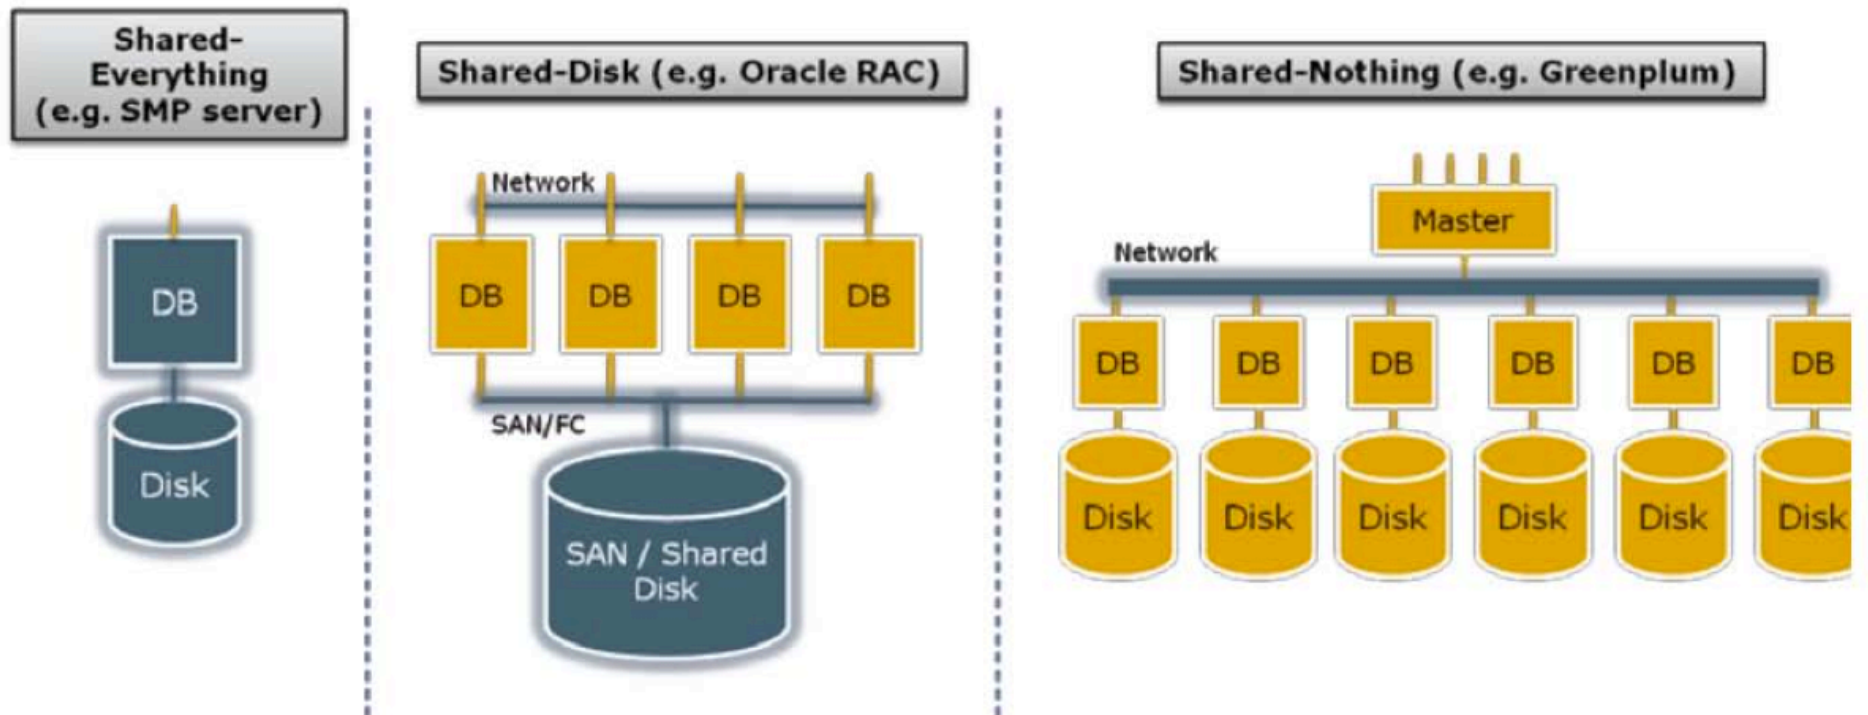 Shared-
Everything
(e.g. SMP server)
DB
Disk
Shared-Disk (e.g. Oracle RAC)
Network
DB DB DB DB
SAN/FC
SAN / Shared
Disk
Shared-Nothing (e.g. Greenplum)
Master
Network
DB DB DB DB DB DB
Disk Disk Disk Disk Disk Disk